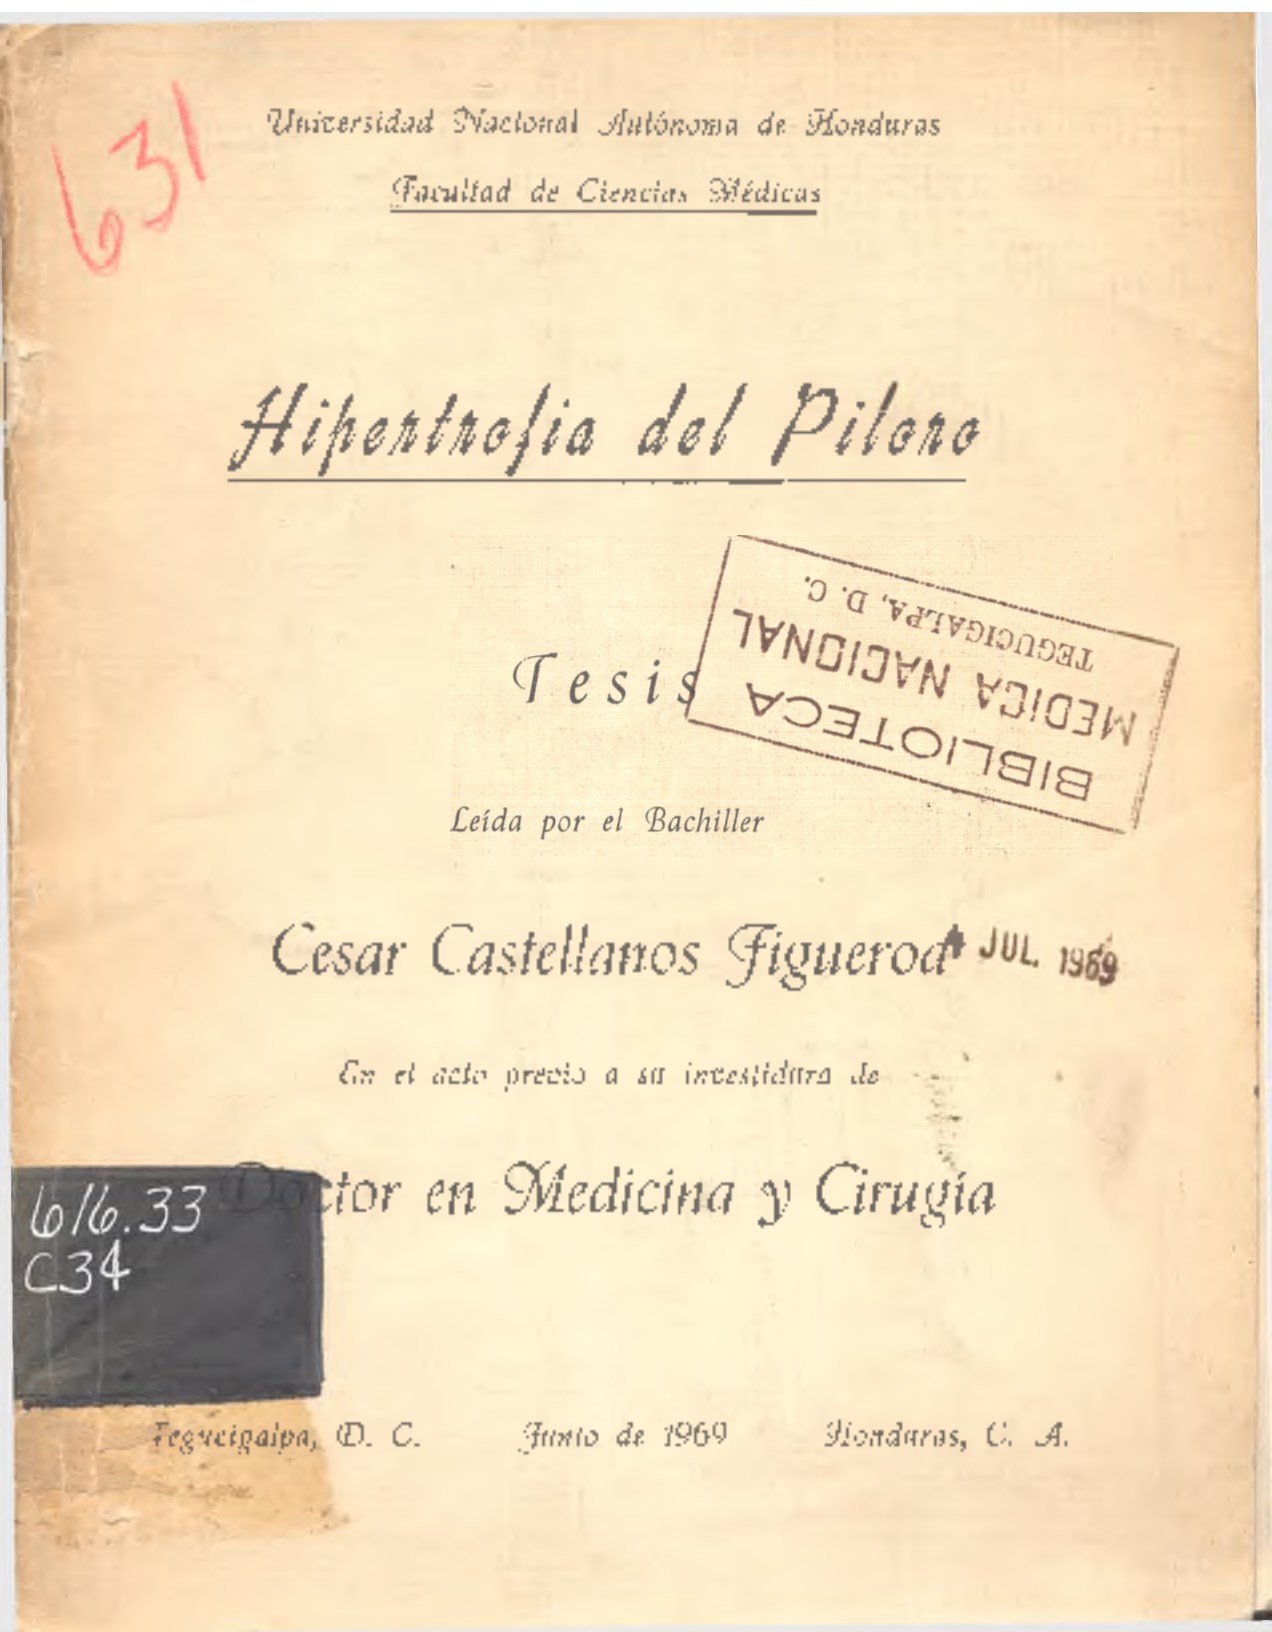 631
Universidad Nacional Autónoma de Honduras
Facultad de Ciencias Médicas
Hipertrofia del Piloro
Tesis
BIBLIOTECA
MEDICA NACIONAL
TEGUCIGALPA, D. C.
Leída por el Bachiller
Cesar Castellanos Figueroa
JUL. 1969
En el acto previo a su investidura de
Doctor en Medicina y Cirugía
616.33
C34
Tegucigalpa, D. C. Junio de 1969 Honduras, C. A.